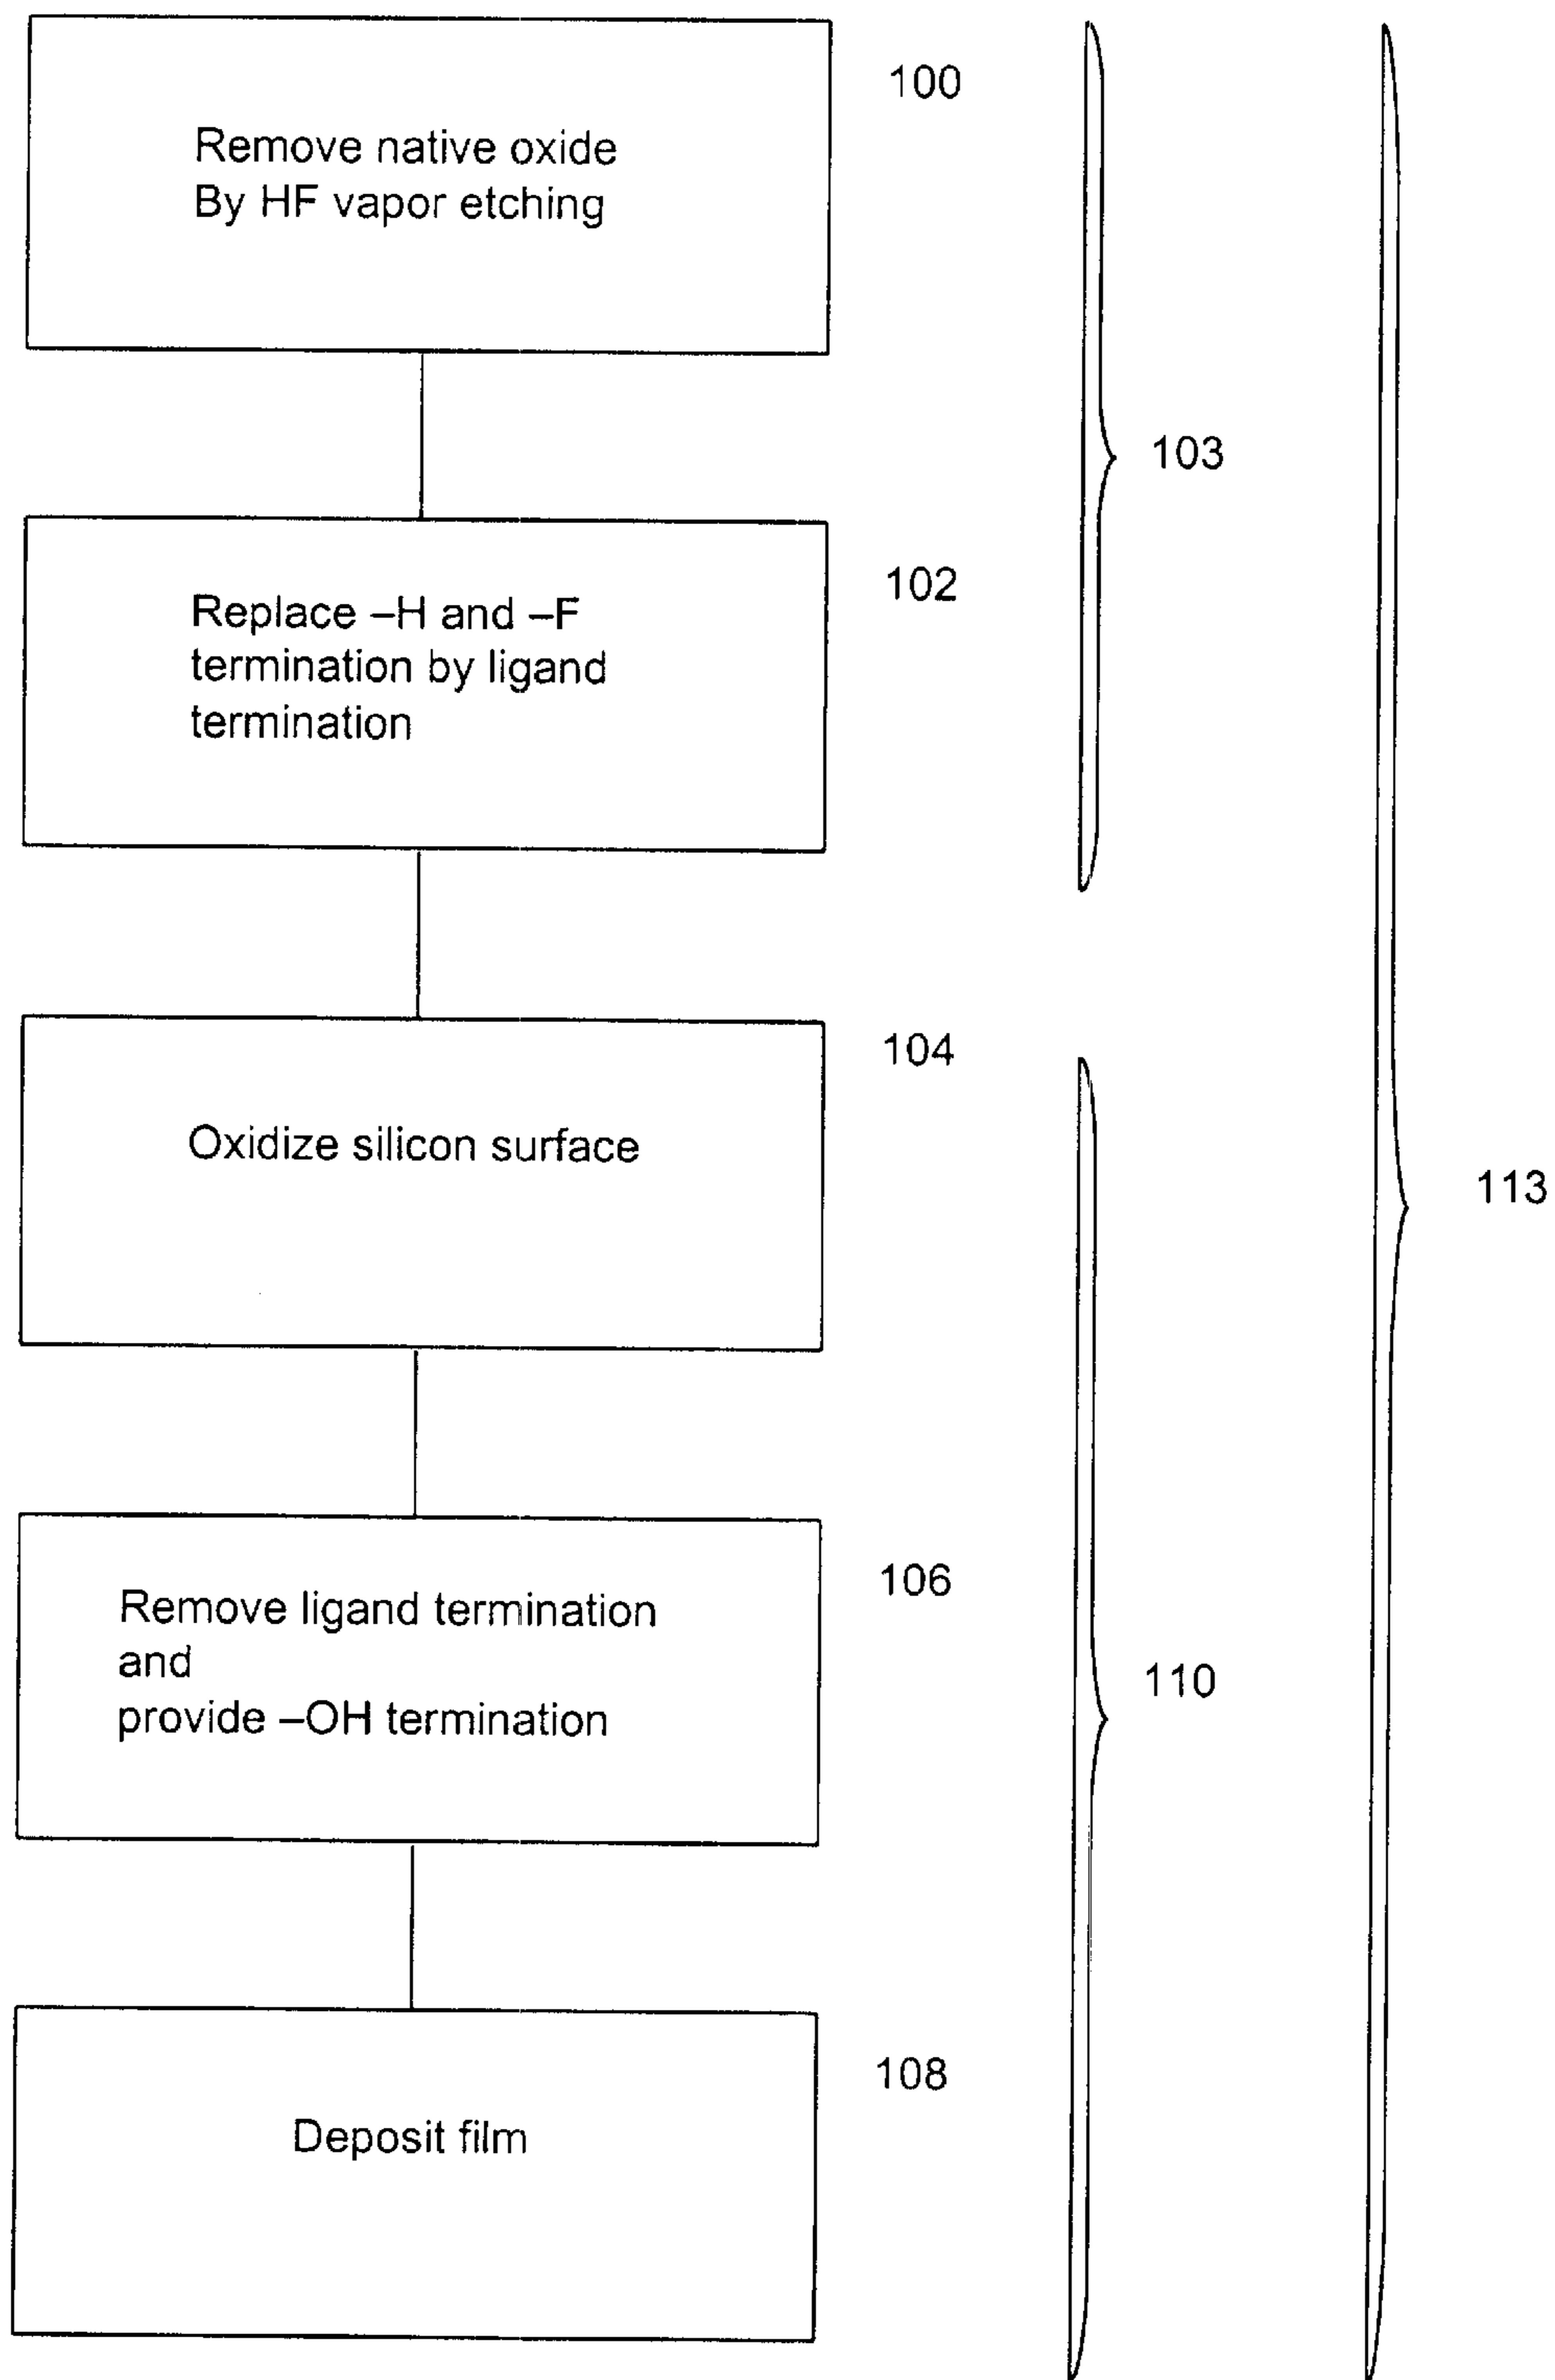 100
Remove native oxide
By HF vapor etching
103
102
Replace –H and –F
termination by ligand
termination
104
Oxidize silicon surface
113
106
Remove ligand termination
and
provide –OH termination
110
108
Deposit film